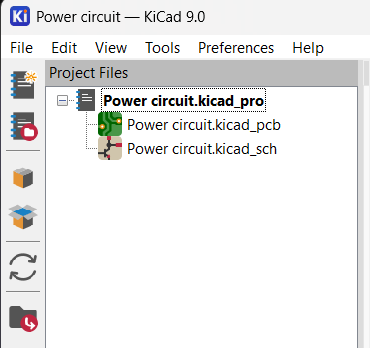 Ki Power circuit — KiCad 9.0
File Edit View Tools Preferences Help
Project Files
Power circuit.kicad_pro
Power circuit.kicad_pcb
Power circuit.kicad_sch